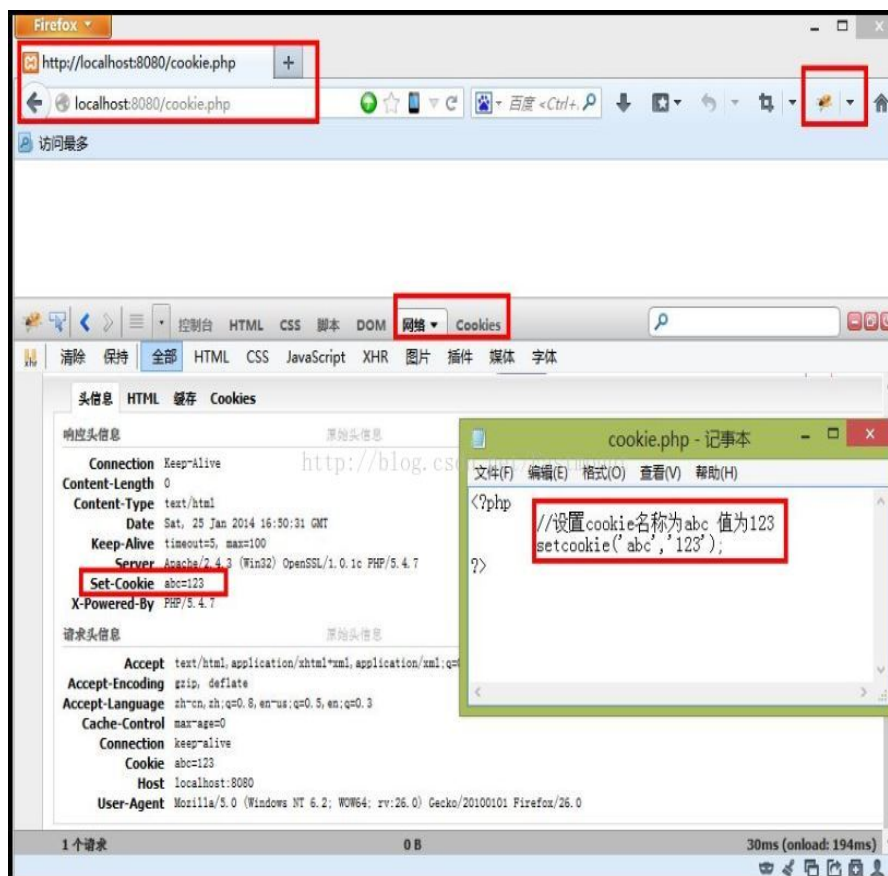 Firefox
http://localhost:8080/cookie.php
localhost:8080/cookie.php
百度 <Ctrl+.
访问最多
控制台 HTML CSS 脚本 DOM 网络 Cookies
清除 保持 全部 HTML CSS JavaScript XHR 图片 插件 媒体 字体
头信息 HTML 缓存 Cookies
响应头信息 原始头信息
Connection Keep-Alive
Content-Length 0
Content-Type text/html
Date Sat, 25 Jan 2014 16:50:31 GMT
Keep-Alive timeout=5, max=100
Server Apache/2.4.3 (Win32) OpenSSL/1.0.1c PHP/5.4.7
Set-Cookie abc=123
X-Powered-By PHP/5.4.7
请求头信息 原始头信息
Accept text/html,application/xhtml+xml,application/xml;q=
Accept-Encoding gzip, deflate
Accept-Language zh-cn,zh;q=0.8,en-us;q=0.5,en;q=0.3
Cache-Control max-age=0
Connection keep-alive
Cookie abc=123
Host localhost:8080
User-Agent Mozilla/5.0 (Windows NT 6.2; WOW64; rv:26.0) Gecko/20100101 Firefox/26.0
http://blog.cs
cookie.php - 记事本
文件(F) 编辑(E) 格式(O) 查看(V) 帮助(H)
<?php
//设置cookie名称为abc 值为123
setcookie('abc','123');
?>
1 个请求 0 B 30ms (onload: 194ms)